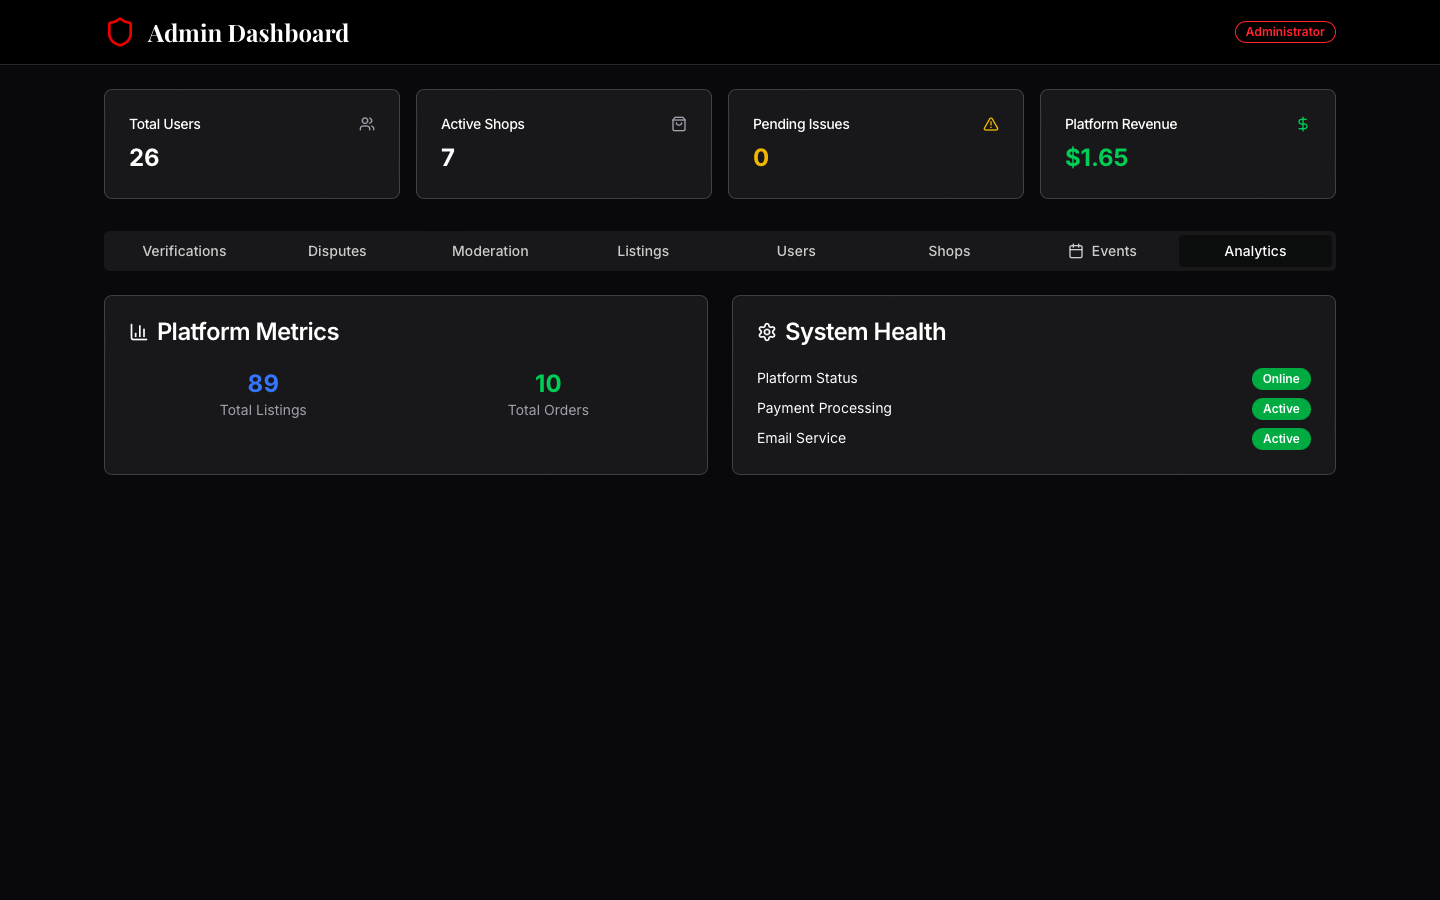 Admin Dashboard
Administrator
Total Users
26
Active Shops
7
Pending Issues
0
Platform Revenue
$1.65
Verifications
Disputes
Moderation
Listings
Users
Shops
Events
Analytics
Platform Metrics
89
Total Listings
10
Total Orders
System Health
Platform Status
Online
Payment Processing
Active
Email Service
Active